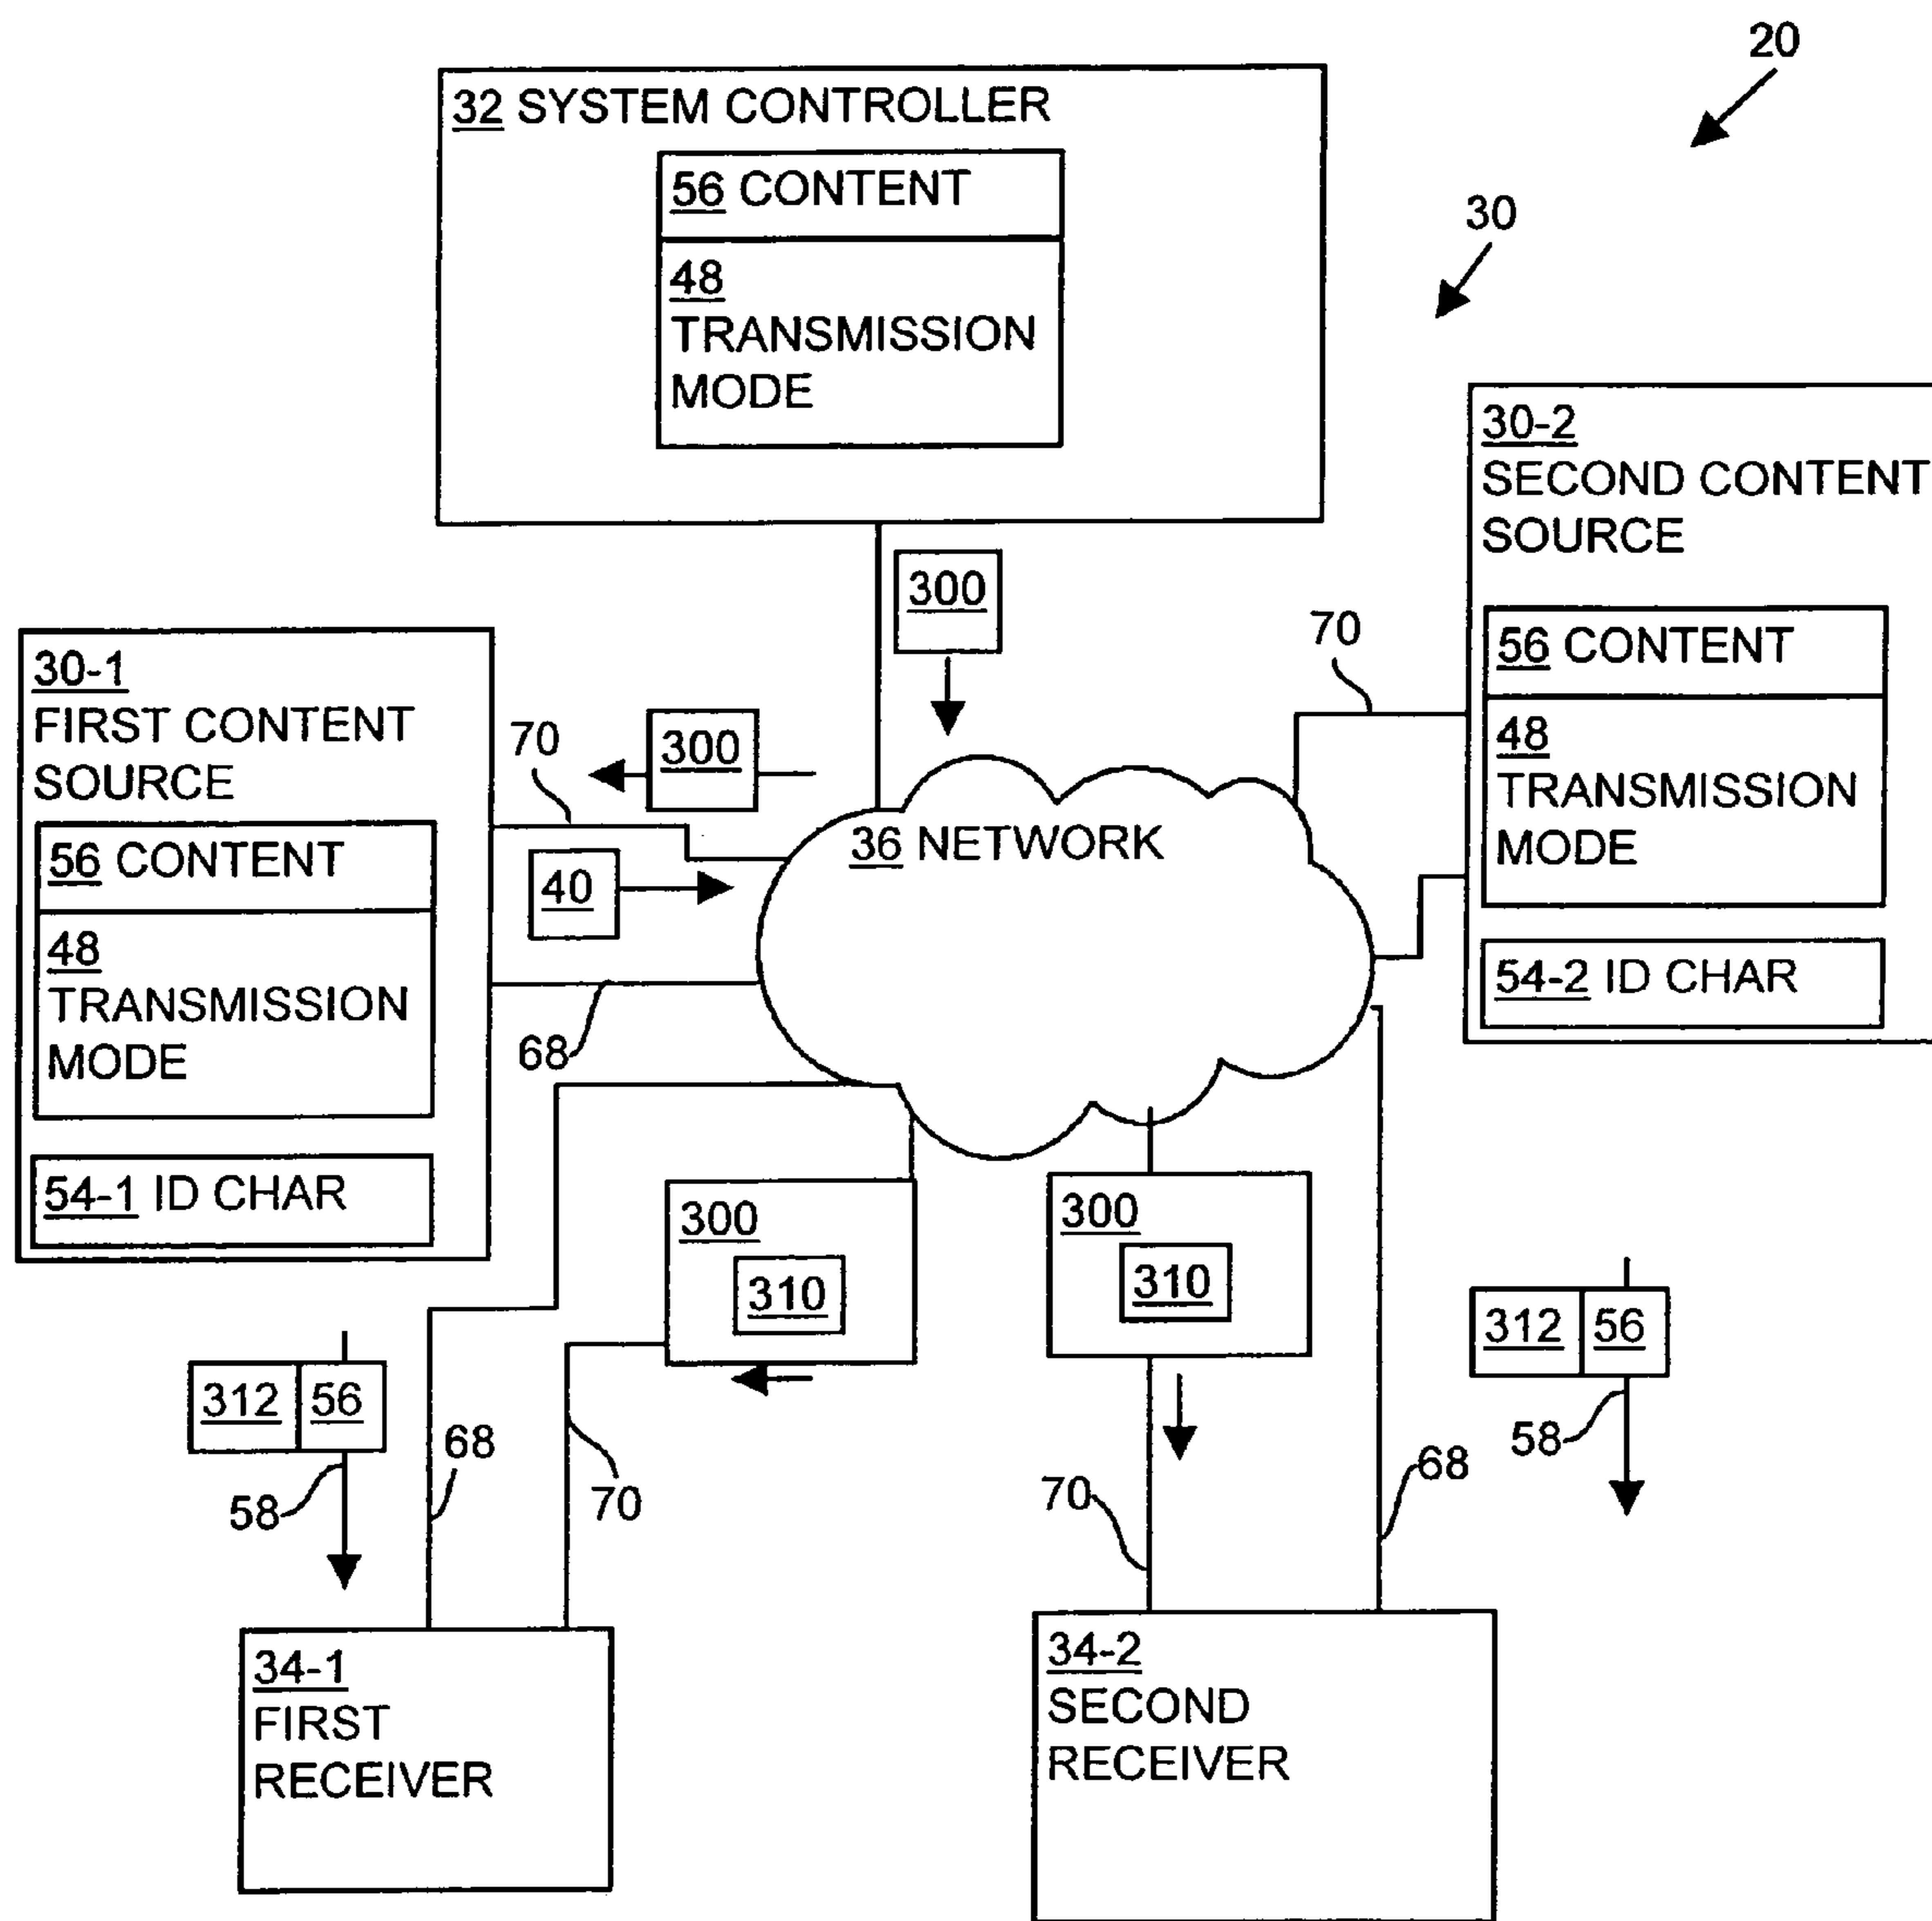 20
32 SYSTEM CONTROLLER
56 CONTENT
48
TRANSMISSION
MODE
30
30-2
SECOND CONTENT
SOURCE
56 CONTENT
48
TRANSMISSION
MODE
54-2 ID CHAR
300
70
30-1
FIRST CONTENT
SOURCE
56 CONTENT
48
TRANSMISSION
MODE
54-1 ID CHAR
70
300
40
68
36 NETWORK
300
310
300
310
312 56
58
68
70
312 56
58
70
68
34-1
FIRST
RECEIVER
34-2
SECOND
RECEIVER